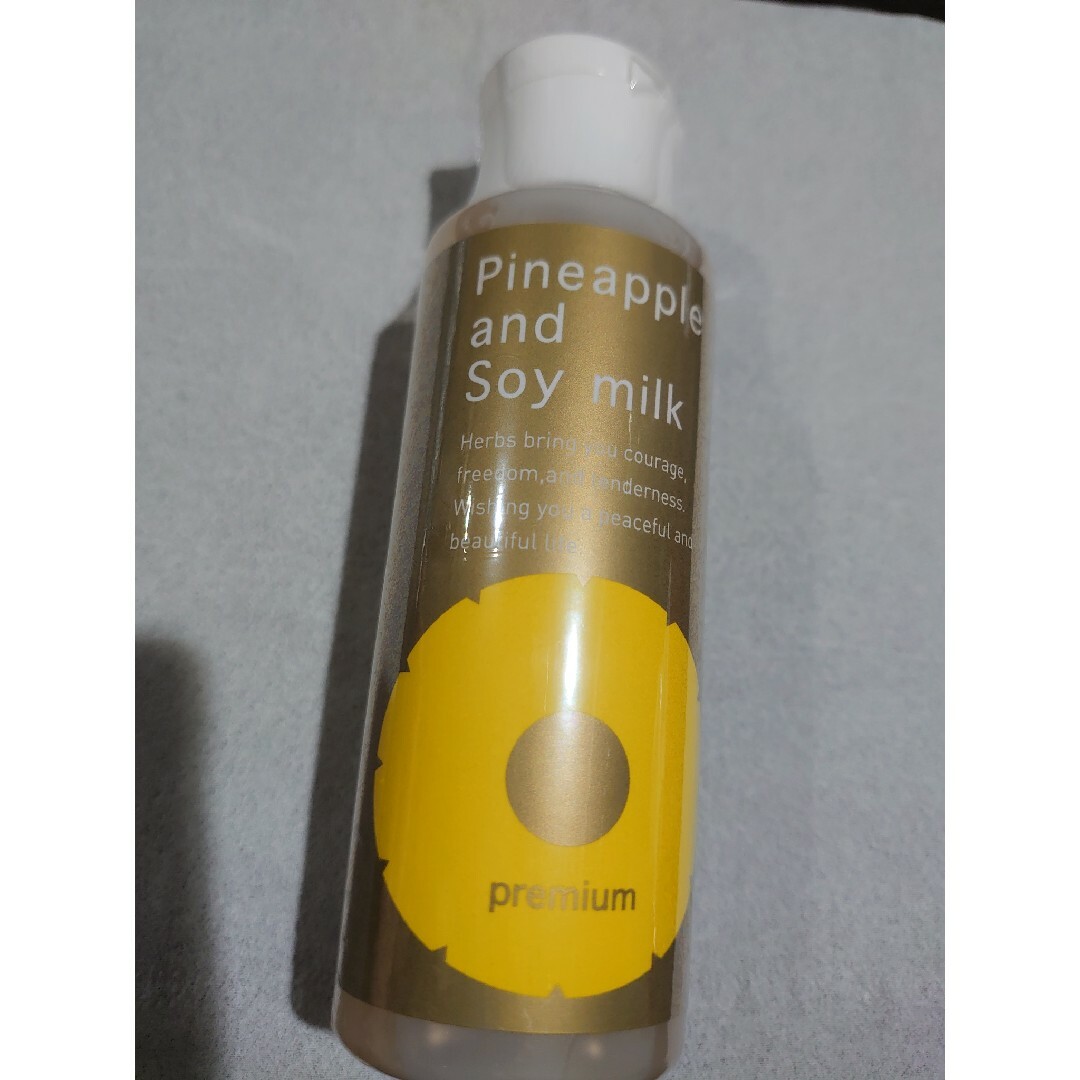 Pineapple
and
Soy milk
Herbs bring you courage,
freedom,and tenderness.
Wishing you a peaceful and
beautiful life
premium